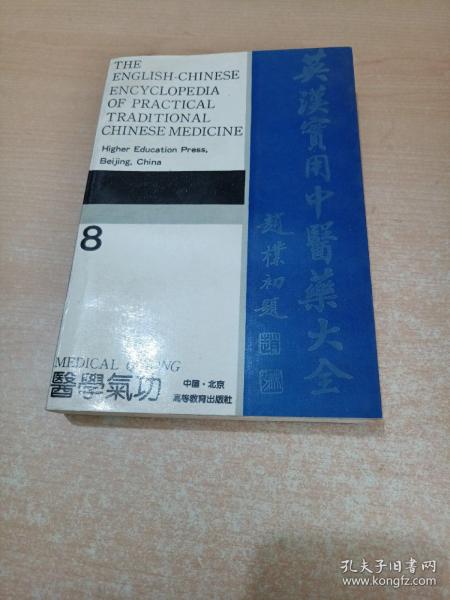 THE
ENGLISH-CHINESE
ENCYCLOPEDIA
OF PRACTICAL
TRADITIONAL
CHINESE MEDICINE
Higher Education Press,
Beijing, China
8
MEDICAL QIGONG
醫學氣功
中国·北京
高等教育出版社
英漢實用中醫藥大全
趙樸初題
孔夫子旧书网
www.kongfz.com